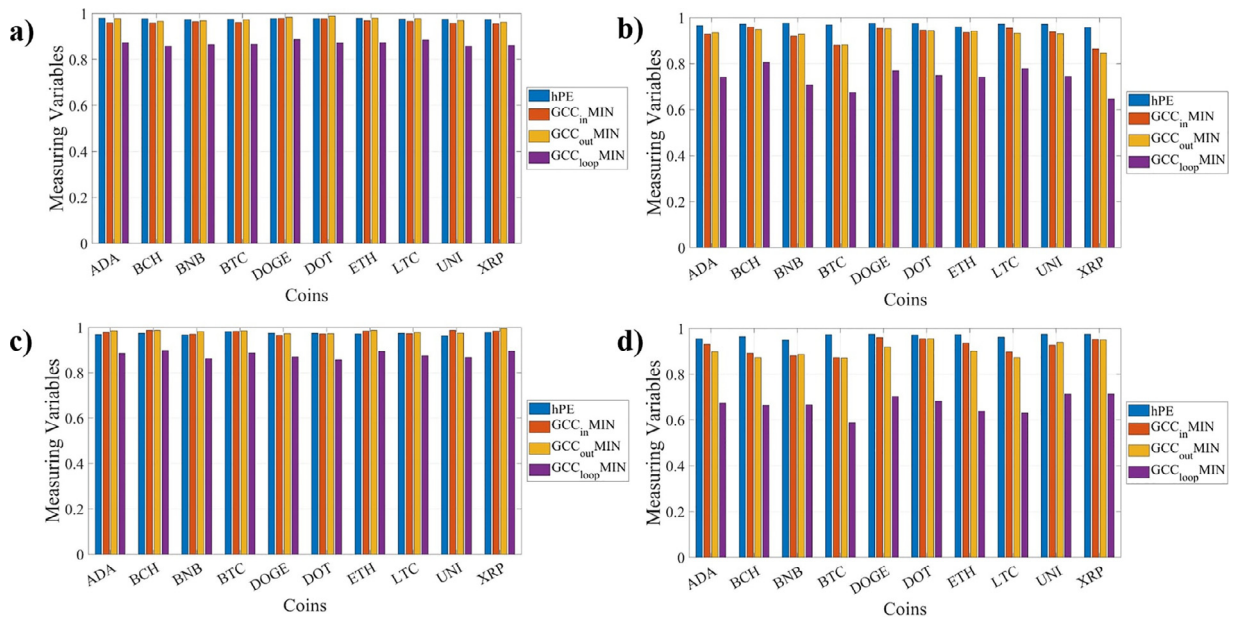 a)
Measuring Variables
1
0.8
0.6
0.4
0.2
0
ADA BCH BNB BTC DOGE DOT ETH LTC UNI XRP
Coins
hPE
GCCinMIN
GCCoutMIN
GCCloopMIN
b)
Measuring Variables
1
0.8
0.6
0.4
0.2
0
ADA BCH BNB BTC DOGE DOT ETH LTC UNI XRP
Coins
hPE
GCCinMIN
GCCoutMIN
GCCloopMIN
c)
Measuring Variables
1
0.8
0.6
0.4
0.2
0
ADA BCH BNB BTC DOGE DOT ETH LTC UNI XRP
Coins
hPE
GCCinMIN
GCCoutMIN
GCCloopMIN
d)
Measuring Variables
1
0.8
0.6
0.4
0.2
0
ADA BCH BNB BTC DOGE DOT ETH LTC UNI XRP
Coins
hPE
GCCinMIN
GCCoutMIN
GCCloopMIN